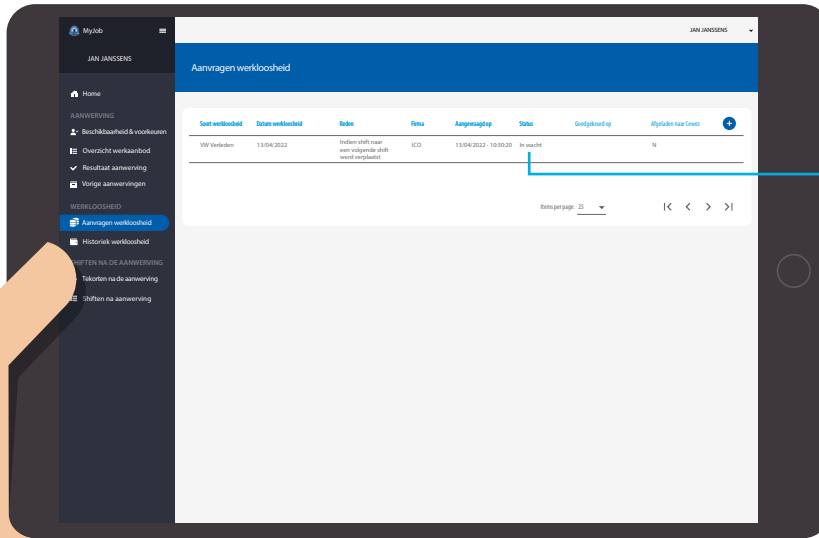 MyJob
JAN JANSSENS
JAN JANSSENS
Aanvragen werkloosheid
Home
AANWERVING
Beschikbaarheid & voorkeuren
Overzicht werkaanbod
Resultaat aanwerving
Vorige aanwervingen
WERKLOOSHEID
Aanvragen werkloosheid
Historiek werkloosheid
SHIFTEN NA DE AANWERVING
Tekorten na de aanwerving
Shiften na aanwerving
Soort werkloosheid Datum werkloosheid Reden Firma Aangevraagd op Status Goedgekeurd op Afgeladen naar Gewez
VW Verleden 13/04/2022 Indien shift naar ICO 13/04/2022 - 10:30:20 In wacht N
een volgende shift
werd verplaatst
Items per page: 25